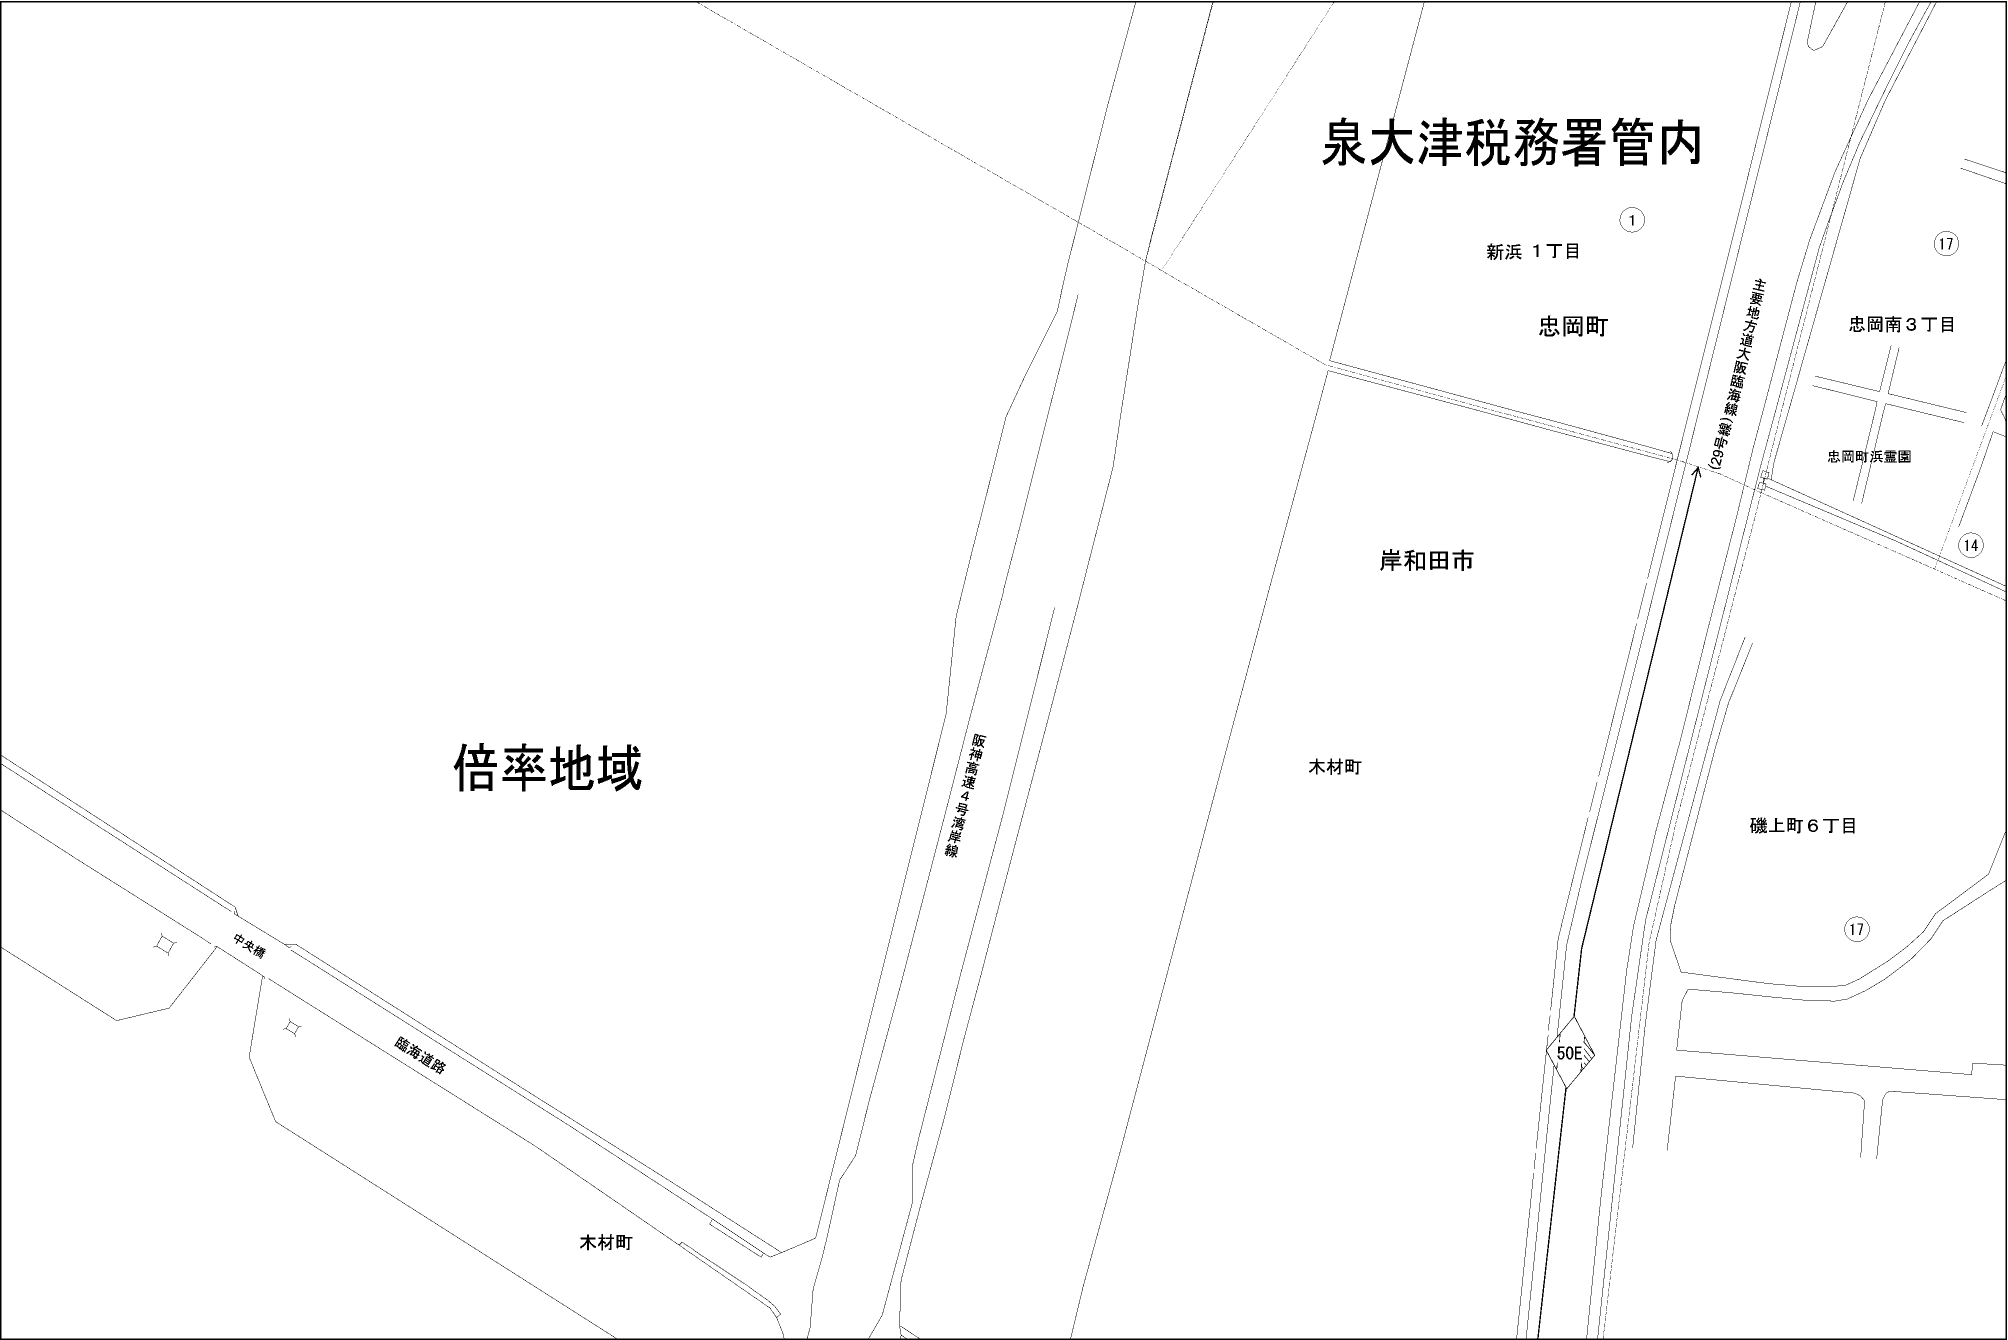 泉大津税務署管内
1
新浜 1丁目
17
忠岡町
主要地方道大阪臨海線
(29号線)
忠岡南3丁目
忠岡町浜霊園
14
岸和田市
倍率地域
阪神高速4号湾岸線
木材町
磯上町6丁目
17
中央橋
臨海道路
50E
木材町